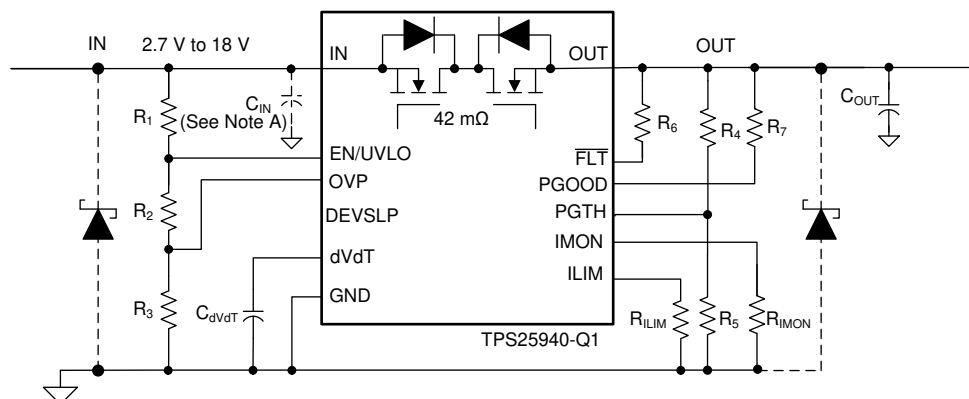 IN
2.7 V to 18 V
IN
OUT
OUT
42 mΩ
CIN
(See Note A)
COUT
R1
R6
R4
R7
EN/UVLO
FLT
OVP
PGOOD
R2
DEVSLP
PGTH
IMON
dVdT
ILIM
GND
R3
CdVdT
RILIM
R5
RIMON
TPS25940-Q1